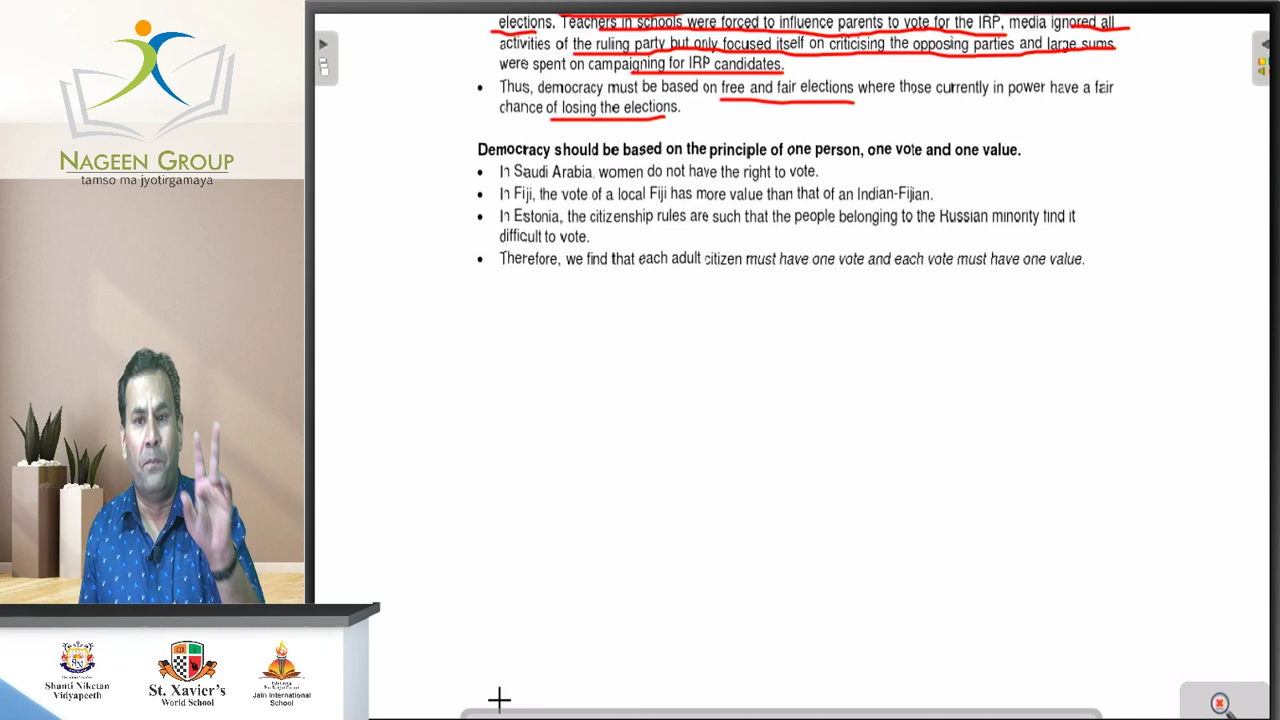 NAGEEN GROUP
tamso ma jyotirgamaya
elections. Teachers in schools were forced to influence parents to vote for the IRP, media ignored all
activities of the ruling party but only focused itself on criticising the opposing parties and large sums
were spent on campaigning for IRP candidates.
• Thus, democracy must be based on free and fair elections where those currently in power have a fair
chance of losing the elections.
Democracy should be based on the principle of one person, one vote and one value.
• In Saudi Arabia, women do not have the right to vote.
• In Fiji, the vote of a local Fiji has more value than that of an Indian-Fijian.
• In Estonia, the citizenship rules are such that the people belonging to the Russian minority find it
difficult to vote.
• Therefore, we find that each adult citizen must have one vote and each vote must have one value.
Shanti Niketan
Vidyapeeth
St. Xavier's
World School
Jain International
School